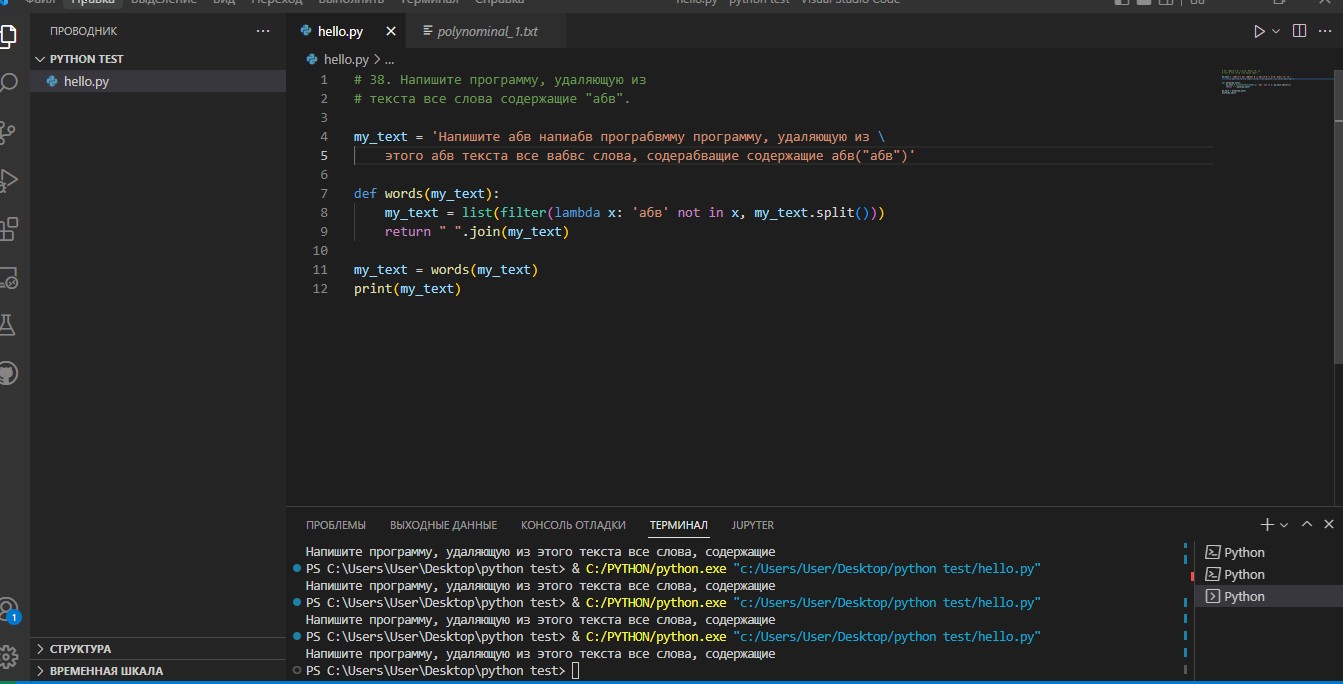 Файл Правка Выделение Вид Переход Выполнить Терминал Справка hello.py - python test - Visual Studio Code
ПРОВОДНИК
PYTHON TEST
hello.py
hello.py polynominal_1.txt
hello.py > ...
1 # 38. Напишите программу, удаляющую из
2 # текста все слова содержащие "абв".
3
4 my_text = 'Напишите абв напиабв програбвмму программу, удаляющую из \
5 этого абв текста все вабвс слова, содерабващие содержащие абв("абв")'
6
7 def words(my_text):
8 my_text = list(filter(lambda x: 'абв' not in x, my_text.split()))
9 return " ".join(my_text)
10
11 my_text = words(my_text)
12 print(my_text)
ПРОБЛЕМЫ ВЫХОДНЫЕ ДАННЫЕ КОНСОЛЬ ОТЛАДКИ ТЕРМИНАЛ JUPYTER
Напишите программу, удаляющую из этого текста все слова, содержащие
PS C:\Users\User\Desktop\python test> & C:/PYTHON/python.exe "c:/Users/User/Desktop/python test/hello.py"
Напишите программу, удаляющую из этого текста все слова, содержащие
PS C:\Users\User\Desktop\python test> & C:/PYTHON/python.exe "c:/Users/User/Desktop/python test/hello.py"
Напишите программу, удаляющую из этого текста все слова, содержащие
PS C:\Users\User\Desktop\python test> & C:/PYTHON/python.exe "c:/Users/User/Desktop/python test/hello.py"
Напишите программу, удаляющую из этого текста все слова, содержащие
PS C:\Users\User\Desktop\python test>
Python
Python
Python
1
СТРУКТУРА
ВРЕМЕННАЯ ШКАЛА